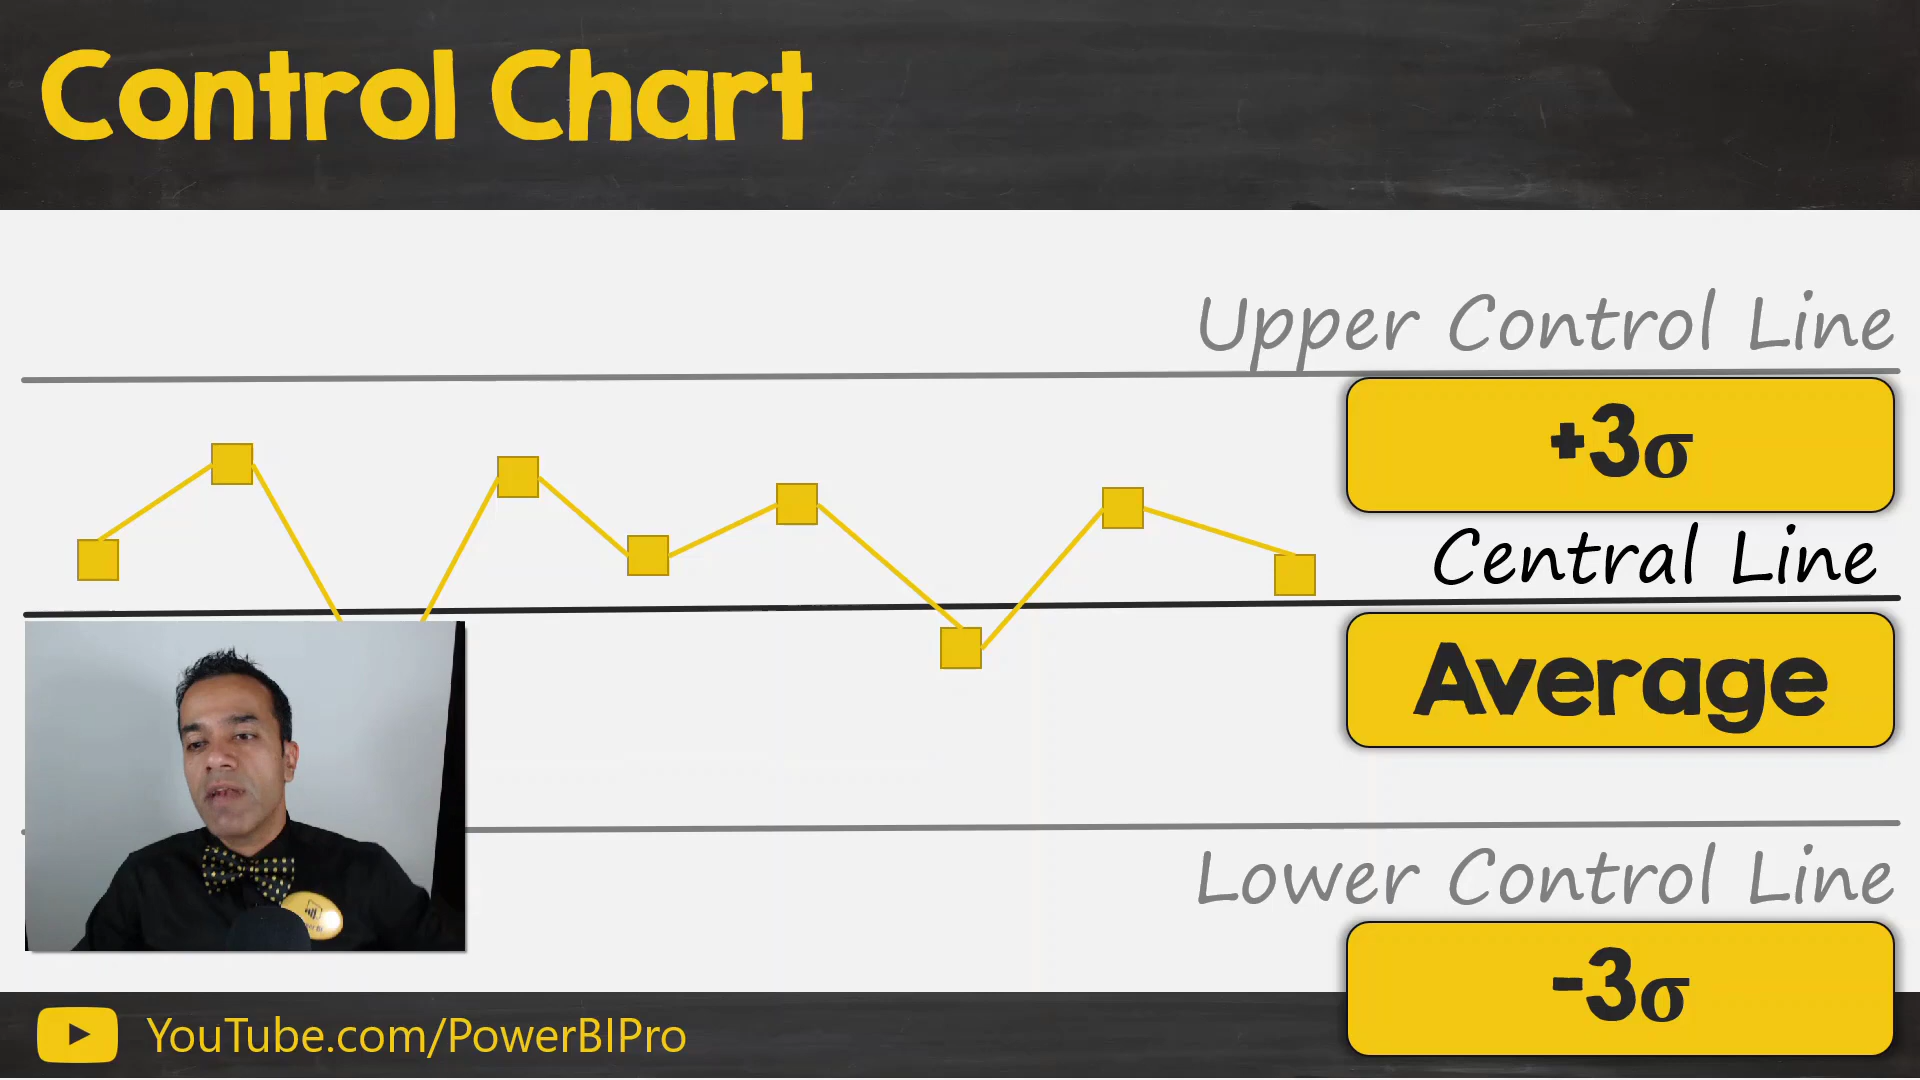 Control Chart
Upper Control Line
+3σ
Central Line
Average
Lower Control Line
-3σ
YouTube.com/PowerBIPro